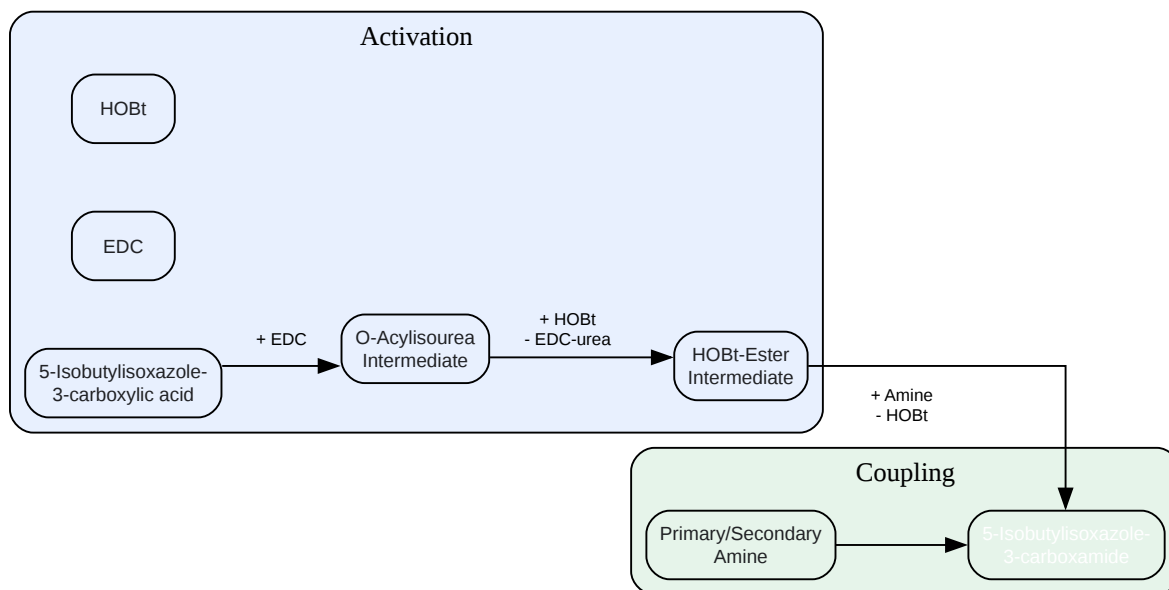 Activation
HOBt
EDC
5-Isobutylisoxazole-
3-carboxylic acid
+ EDC
O-Acylisourea
Intermediate
+ HOBt
- EDC-urea
HOBt-Ester
Intermediate
+ Amine
- HOBt
Coupling
Primary/Secondary
Amine
5-Isobutylisoxazole-
3-carboxamide